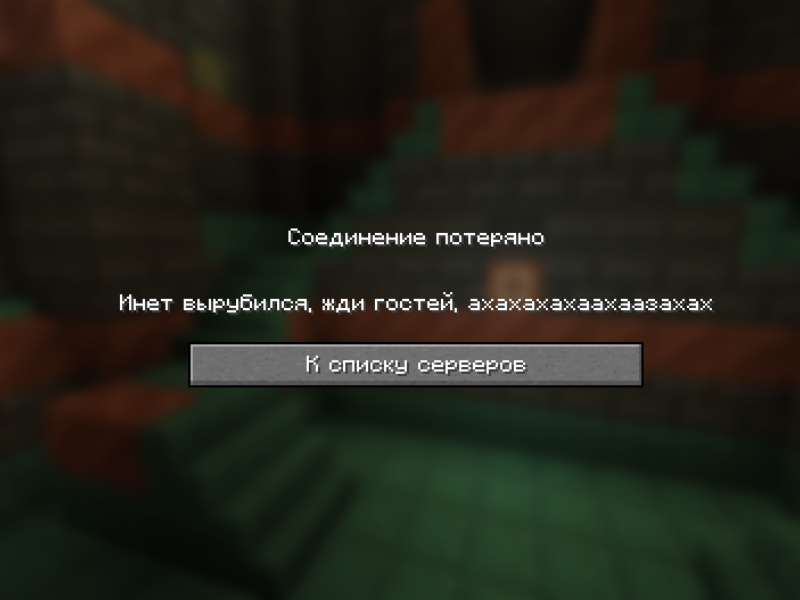 Соединение потеряно
Инет вырубился, жди гостей, ахахахахаахаазахах
К списку серверов